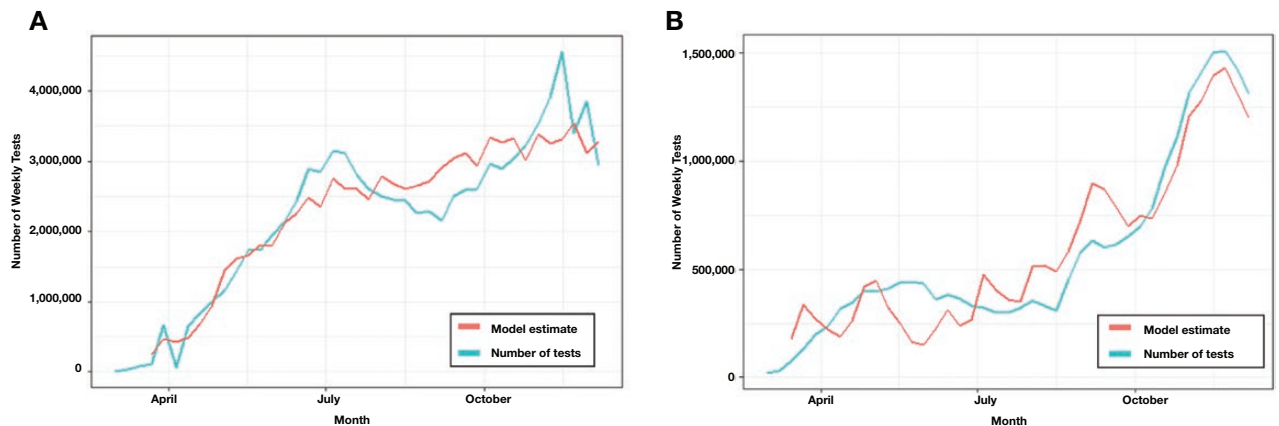 A
Number of Weekly Tests
4,000,000
3,000,000
2,000,000
1,000,000
0
Model estimate
Number of tests
April
July
October
Month
B
Number of Weekly Tests
1,500,000
1,000,000
500,000
0
Model estimate
Number of tests
April
July
October
Month